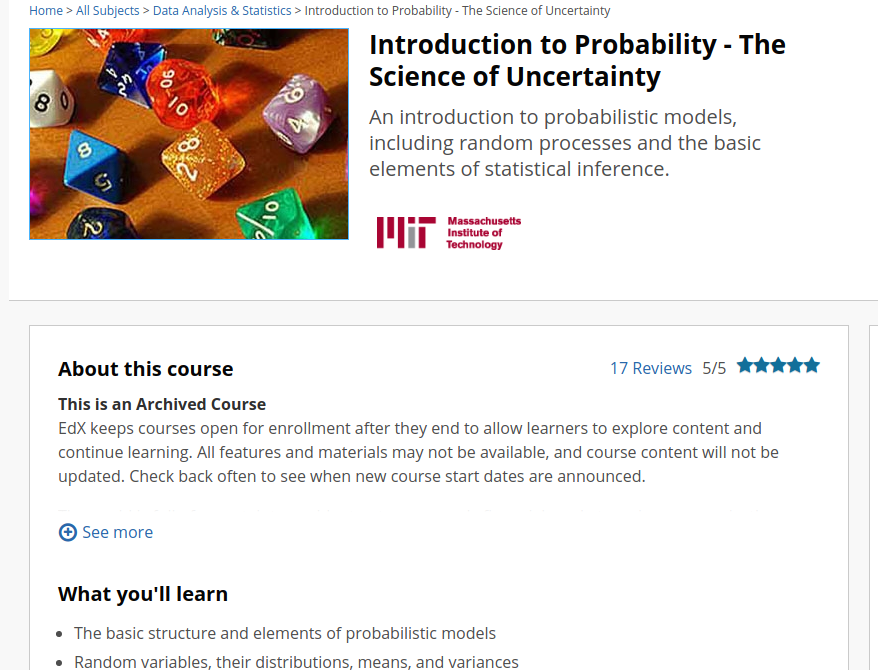 Home > All Subjects > Data Analysis & Statistics > Introduction to Probability - The Science of Uncertainty
Introduction to Probability - The
Science of Uncertainty
An introduction to probabilistic models,
including random processes and the basic
elements of statistical inference.
Massachusetts
Institute of
Technology
About this course
17 Reviews 5/5
This is an Archived Course
EdX keeps courses open for enrollment after they end to allow learners to explore content and
continue learning. All features and materials may not be available, and course content will not be
updated. Check back often to see when new course start dates are announced.
See more
What you'll learn
• The basic structure and elements of probabilistic models
• Random variables, their distributions, means, and variances